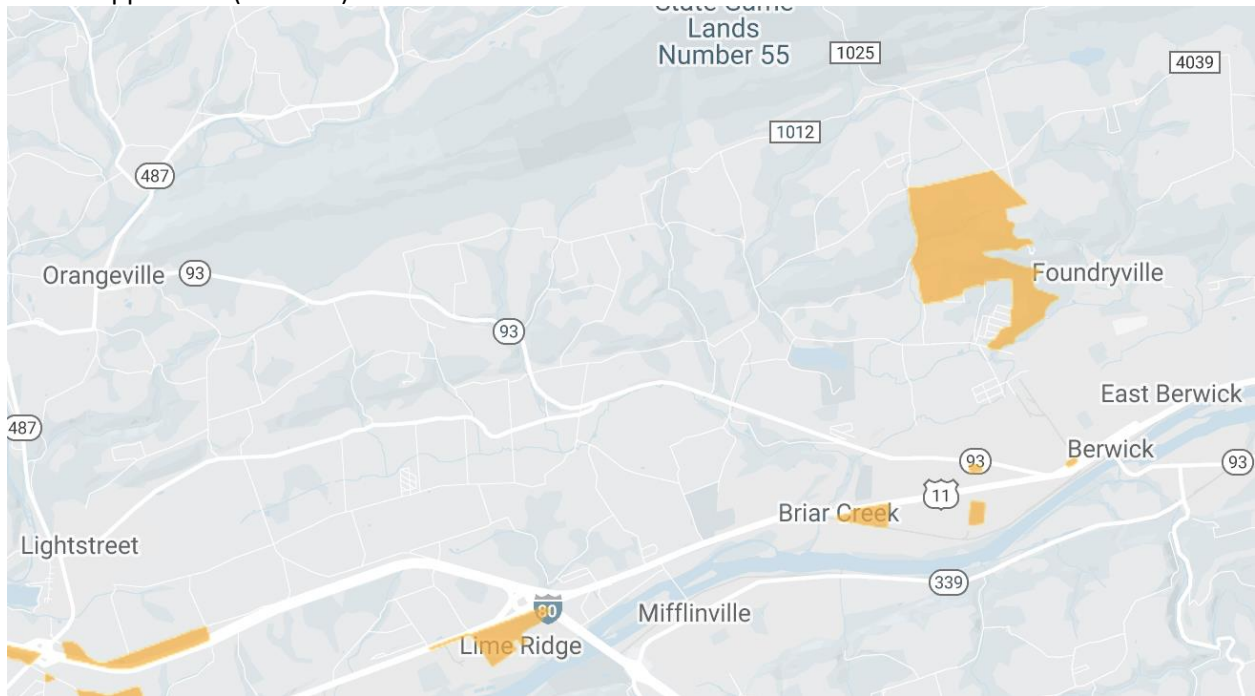 Lands
Number 55
1025
4039
1012
487
Orangeville
93
Foundryville
93
East Berwick
487
Berwick
93
93
11
Briar Creek
Lightstreet
339
80
Mifflinville
Lime Ridge